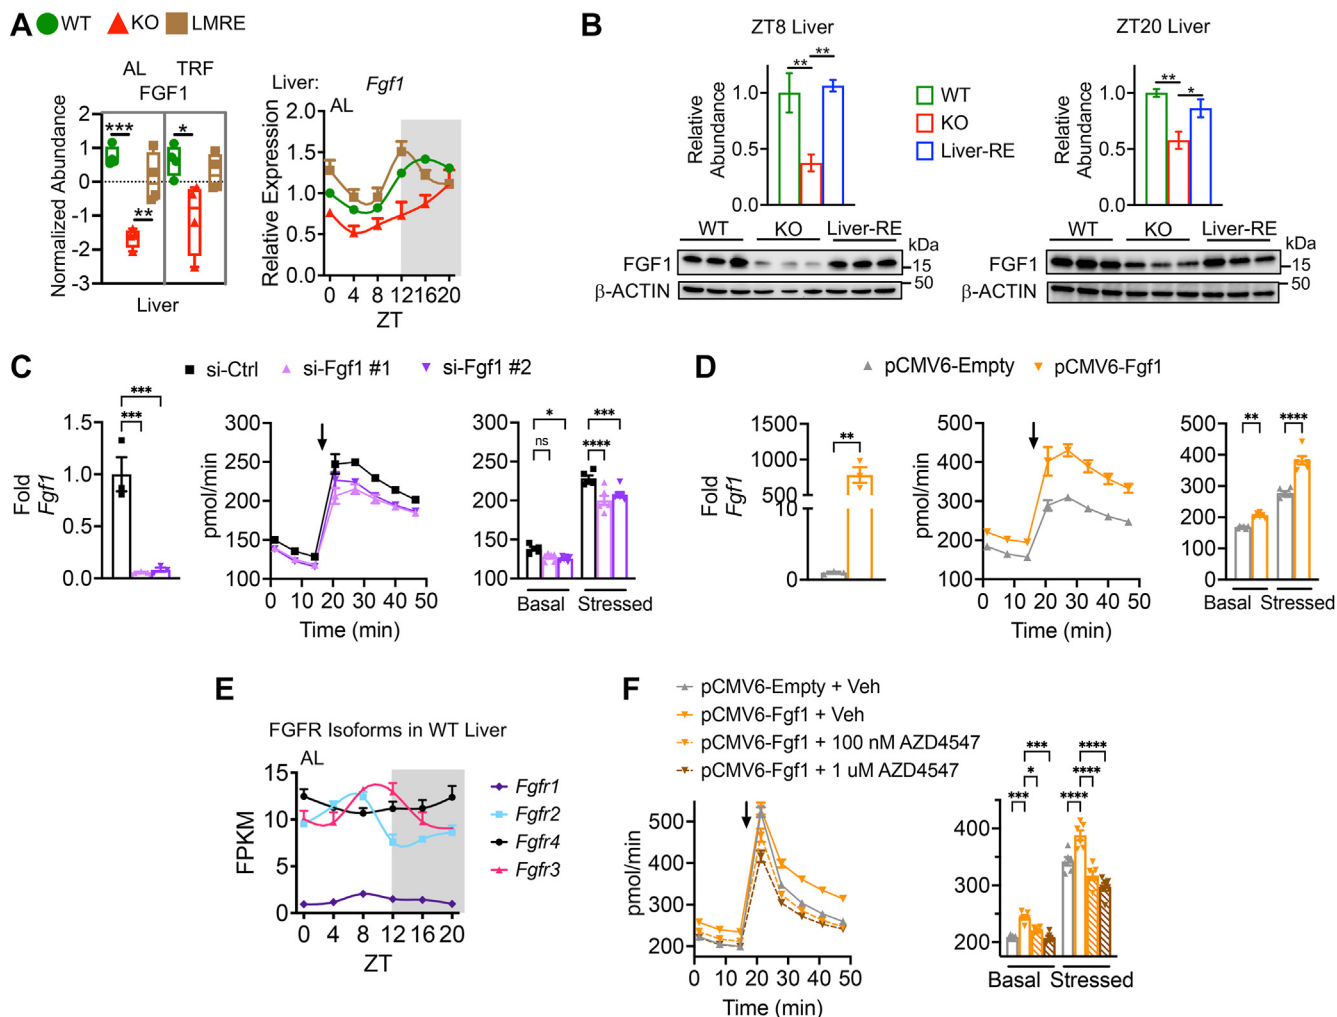 A
WT KO LMRE
AL TRF
FGF1
Normalized Abundance
2
1
0
-1
-2
-3
*** * **
Liver
Liver: Fgf1
AL
Relative Expression
2.0
1.5
1.0
0.5
0.0
0 4 8 12 16 20
ZT
B
ZT8 Liver
Relative Abundance
1.0
0.5
0.0
** **
WT
KO
Liver-RE
ZT20 Liver
Relative Abundance
1.0
0.5
0.0
** *
WT KO Liver-RE
kDa
FGF1
15
50
β-ACTIN
WT KO Liver-RE
kDa
FGF1
15
50
β-ACTIN
C
si-Ctrl si-Fgf1 #1 si-Fgf1 #2
Fold
Fgf1
1.5
1.0
0.5
0.0
***
***
pmol/min
300
250
200
150
100
0 10 20 30 40 50
Time (min)
300
250
200
150
100
* ***
ns ****
Basal Stressed
D
pCMV6-Empty pCMV6-Fgf1
Fold
Fgf1
1500
1000
500
10
0
**
pmol/min
500
400
300
200
100
0 10 20 30 40 50
Time (min)
500
400
300
200
100
0
** ****
Basal Stressed
E
FGFR Isoforms in WT Liver
AL
FPKM
15
10
5
0
0 4 8 12 16 20
ZT
Fgfr1
Fgfr2
Fgfr4
Fgfr3
F
pCMV6-Empty + Veh
pCMV6-Fgf1 + Veh
pCMV6-Fgf1 + 100 nM AZD4547
pCMV6-Fgf1 + 1 uM AZD4547
pmol/min
500
400
300
200
0 10 20 30 40 50
Time (min)
400
300
200
*** ****
* ****
*** ****
Basal Stressed